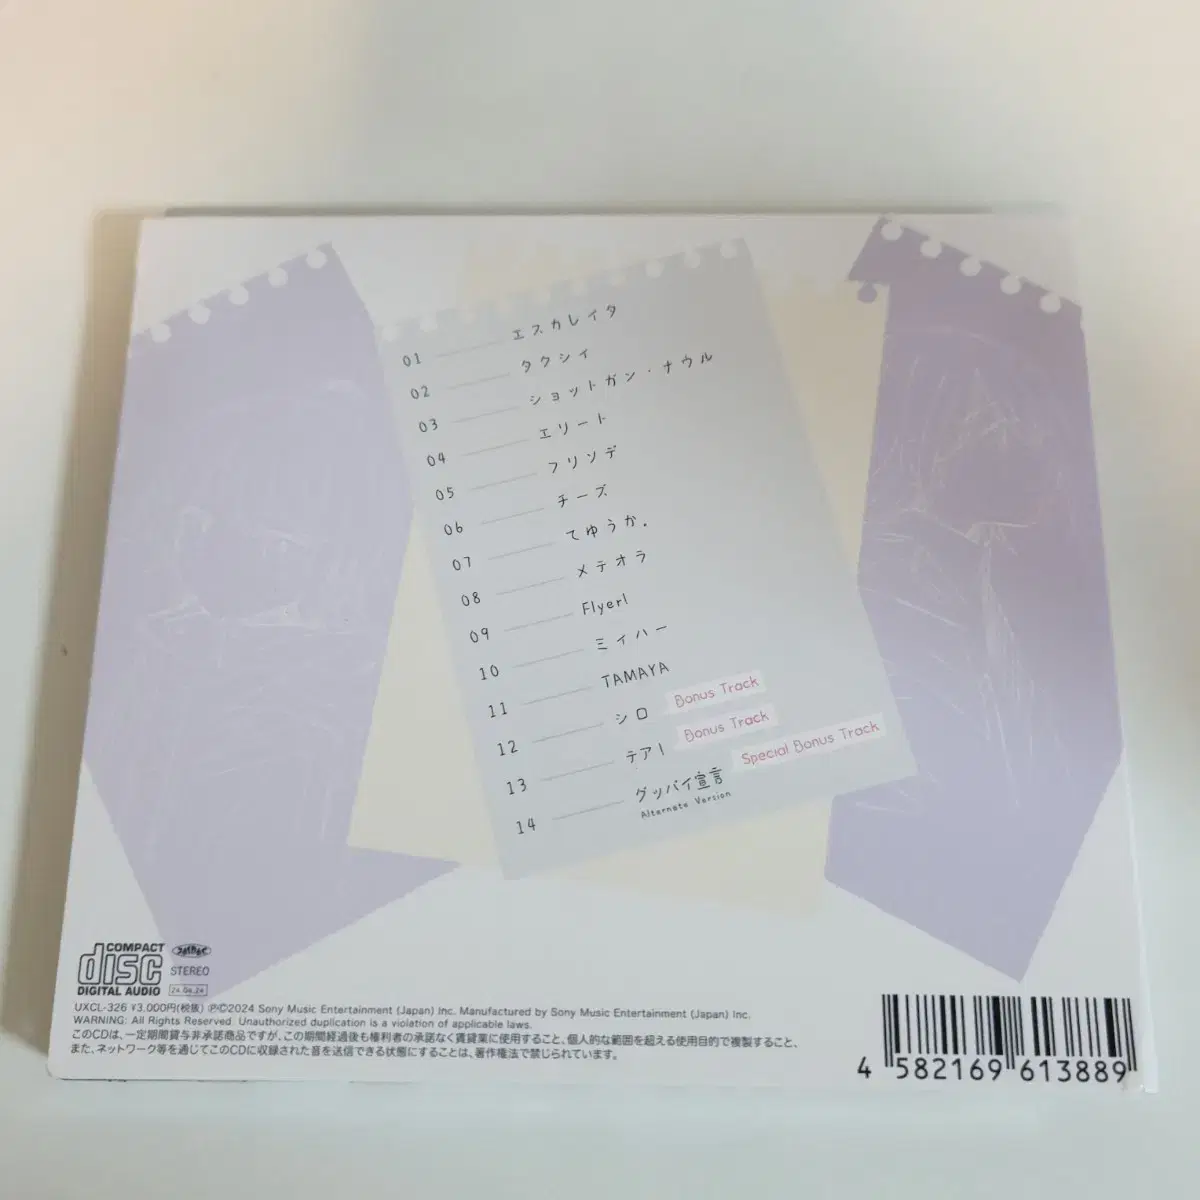 01 エスカレイタ
02 タクシィ
03 ショットガン・ナウル
04 エリート
05 フリンデ
06 チーズ
07 てゆうか。
08 メテオラ
09 Flyer!
10 ミィハー
11 TAMAYA
12 シロ Bonus Track
13 テアト Bonus Track
14 グッバイ宣言 Special Bonus Track
Alternate Version
COMPACT
disc
DIGITAL AUDIO
STEREO
24.04.24
UXCL-326 ¥3,000円(税抜) ℗©2024 Sony Music Entertainment (Japan) Inc. Manufactured by Sony Music Entertainment (Japan) Inc.
WARNING: All Rights Reserved. Unauthorized duplication is a violation of applicable laws.
このCDは、一定期間貸与非承諾商品ですが、この期間経過後も権利者の承諾なく賃貸業に使用すること、個人的な範囲を超える使用目的で複製すること、
また、ネットワーク等を通じてこのCDに収録された音を送信できる状態にすることは、著作権法で禁じられています。
4 582169 613889